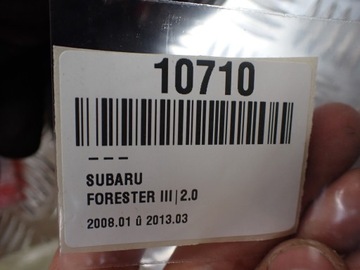 10710
---
SUBARU
FORESTER III|2.0
2008.01 û 2013.03